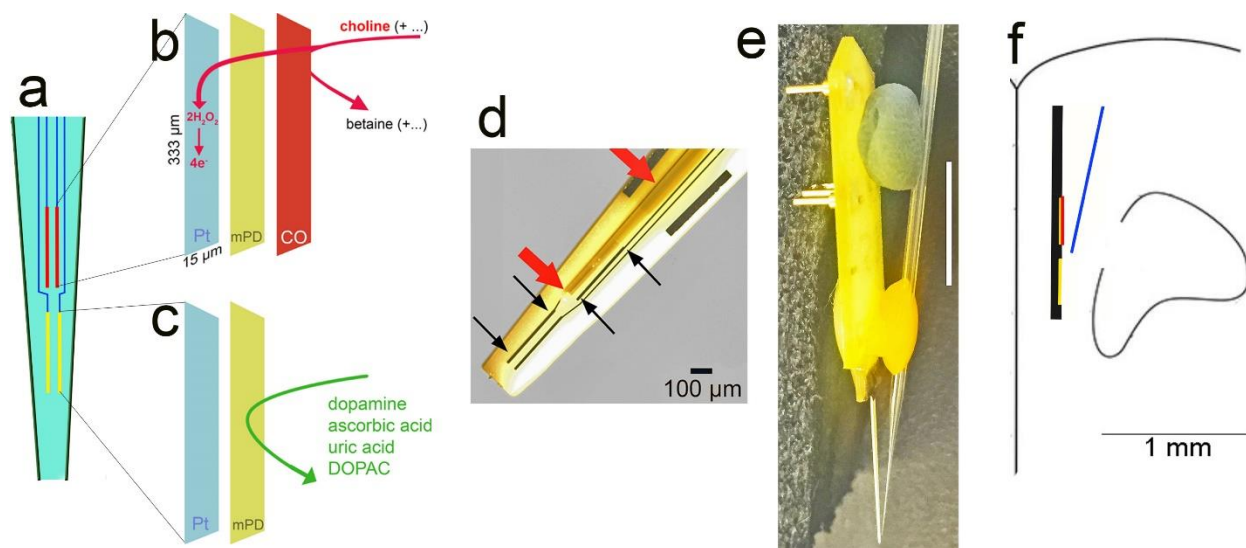 a
b
choline (+ ...)
2H₂O₂
4e⁻
betaine (+...)
333 µm
15 µm
Pt
mPD
CO
c
dopamine
ascorbic acid
uric acid
DOPAC
Pt
mPD
d
100 µm
e
f
1 mm